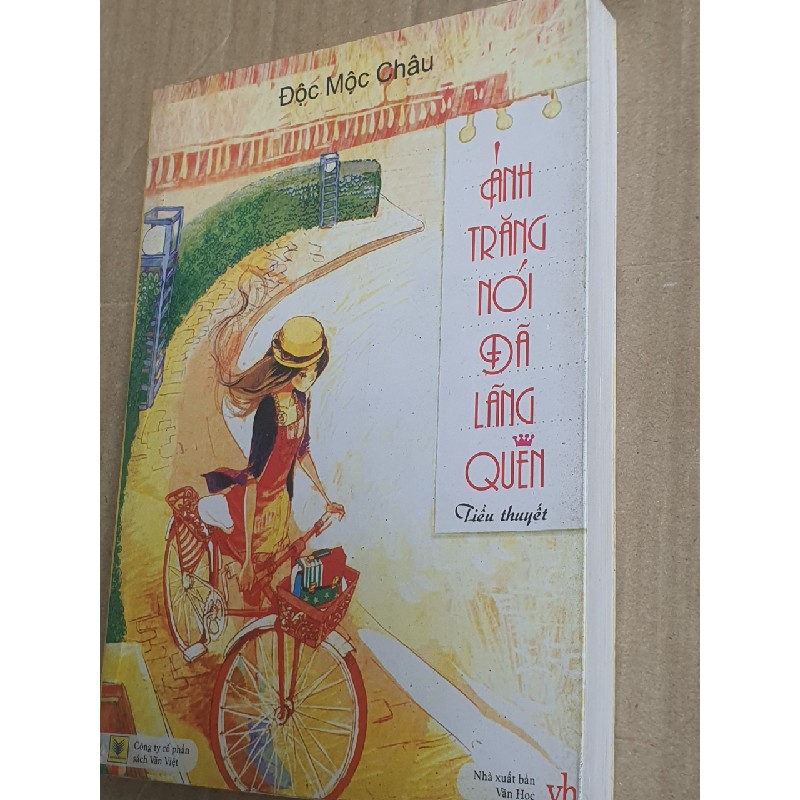 Độc Mộc Châu
ÁNH
TRĂNG
NƠI
ĐÃ
LÃNG
QUÊN
Tiểu thuyết
Công ty cổ phần
sách Văn Việt
Nhà xuất bản
Văn Học
vh